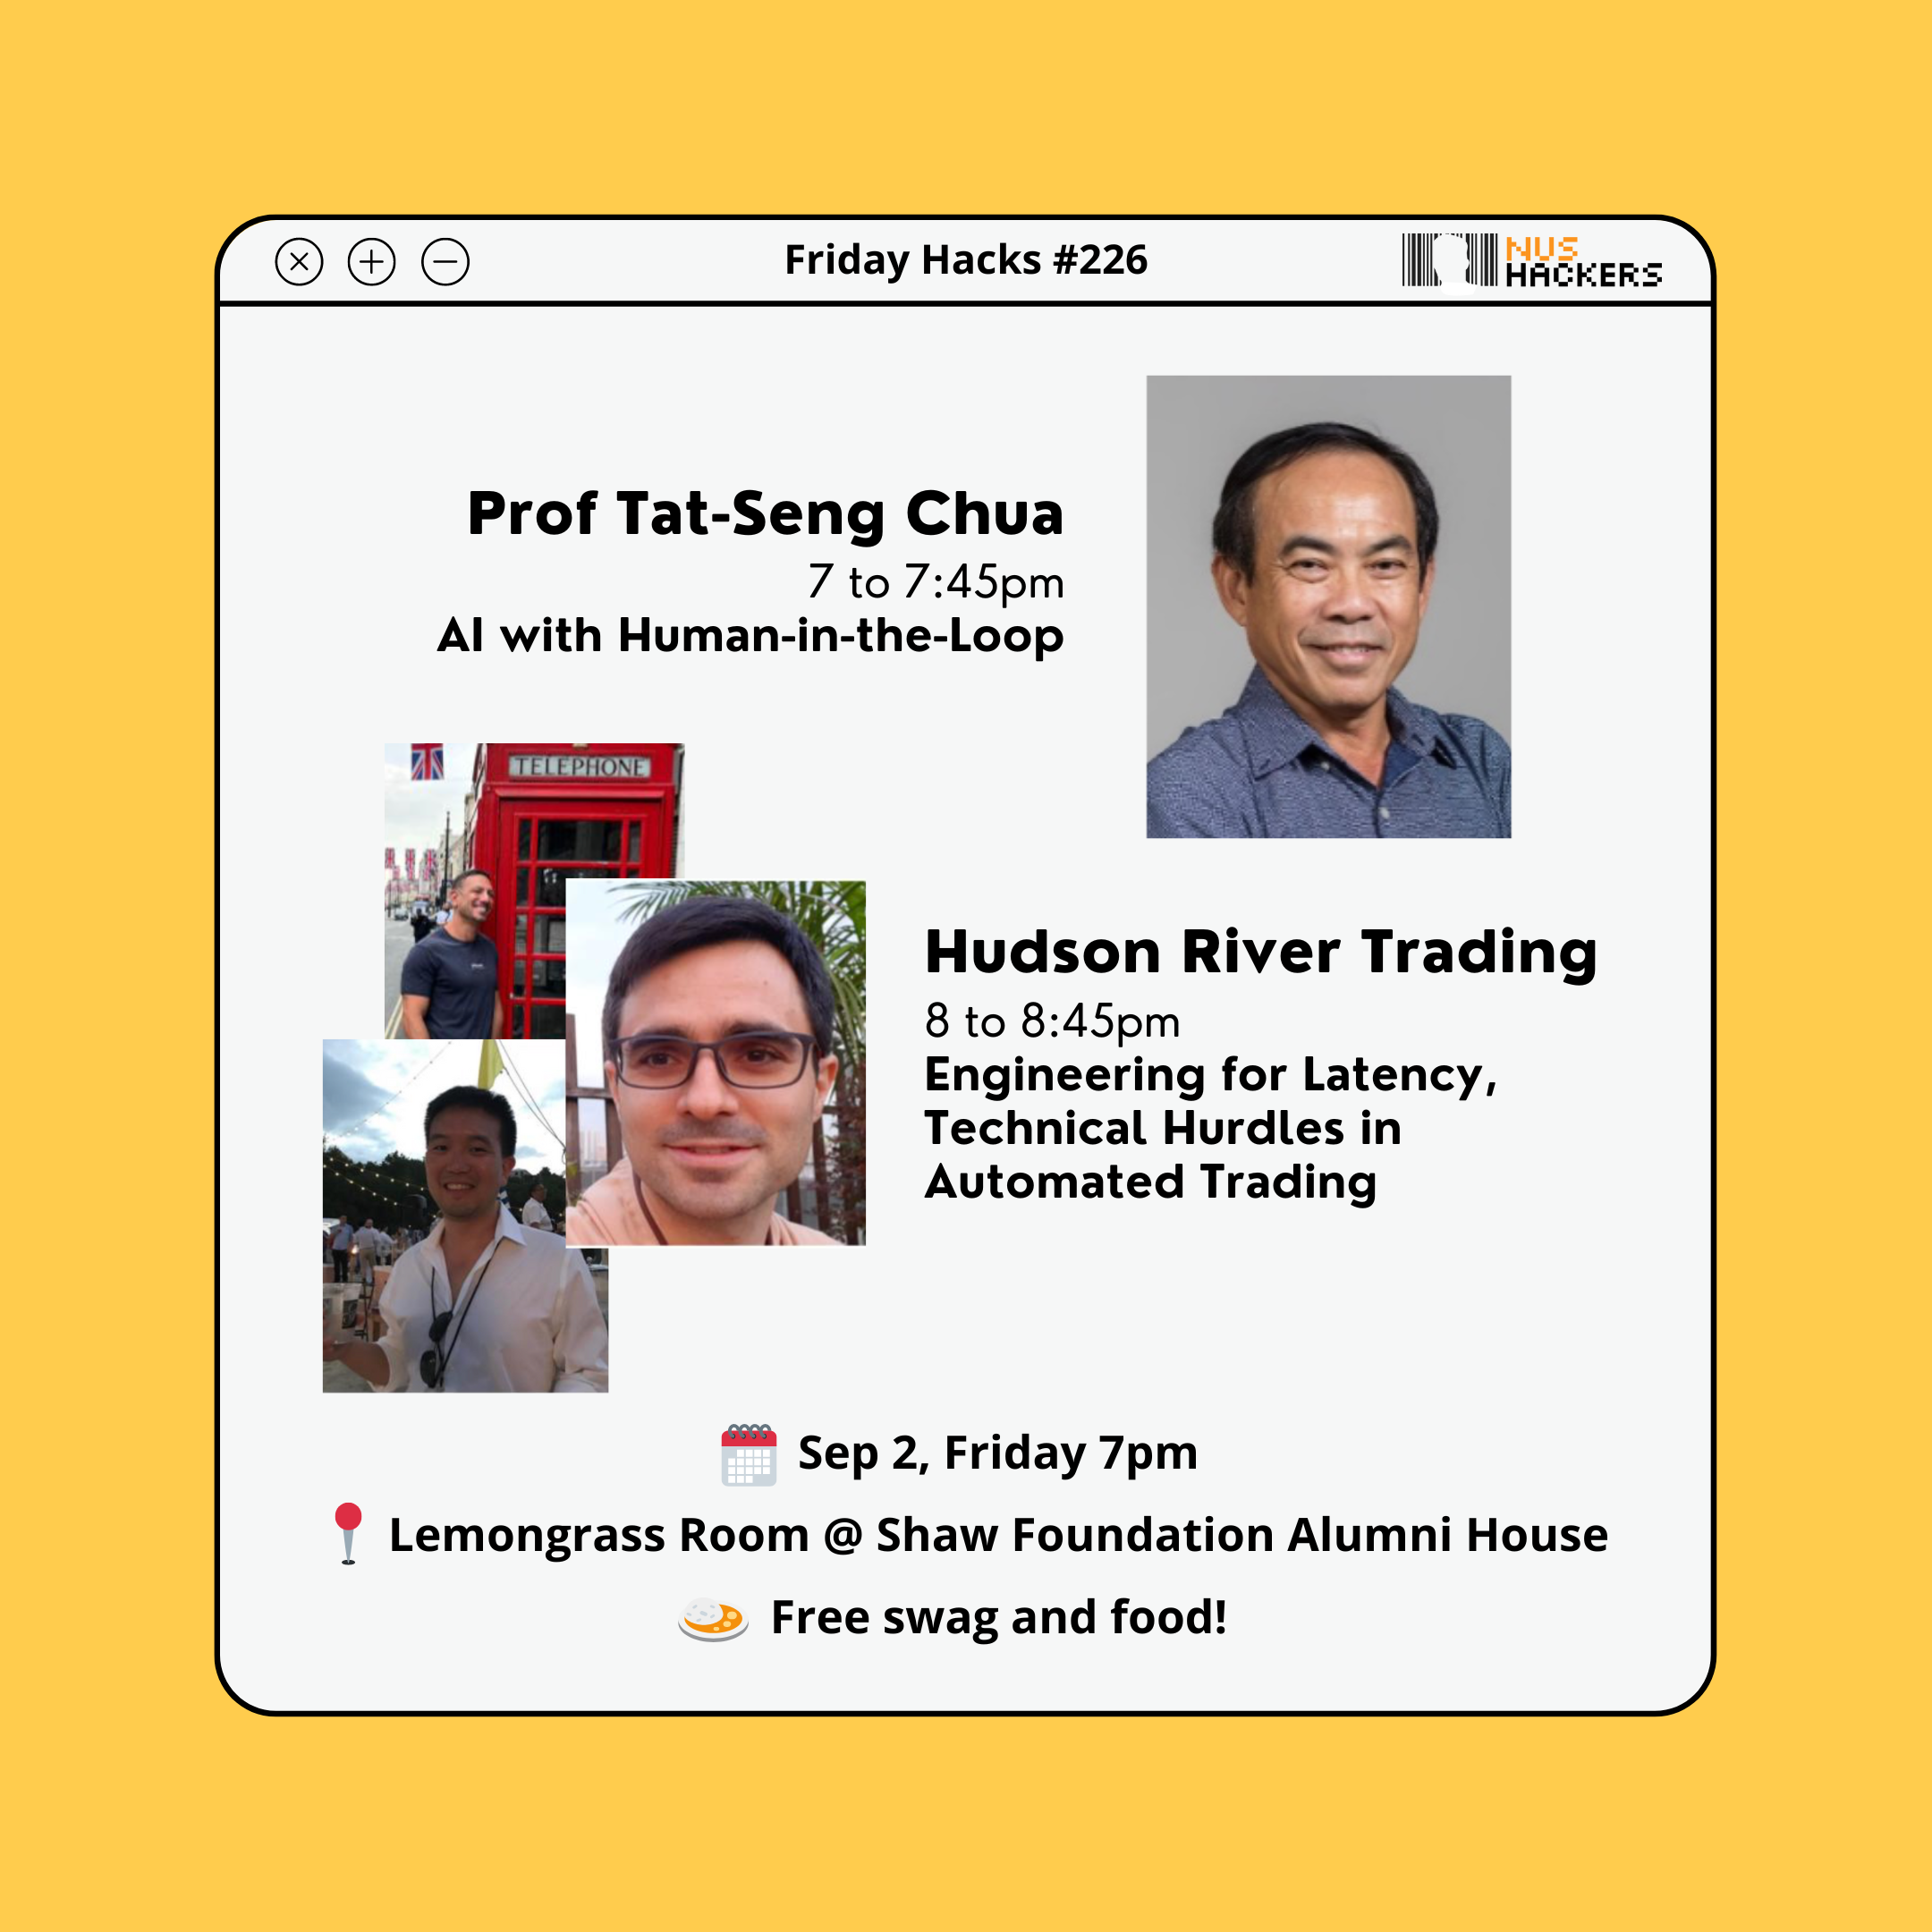 Friday Hacks #226
NUS
HACKERS
Prof Tat-Seng Chua
7 to 7:45pm
AI with Human-in-the-Loop
TELEPHONE
Hudson River Trading
8 to 8:45pm
Engineering for Latency,
Technical Hurdles in
Automated Trading
Sep 2, Friday 7pm
Lemongrass Room @ Shaw Foundation Alumni House
Free swag and food!